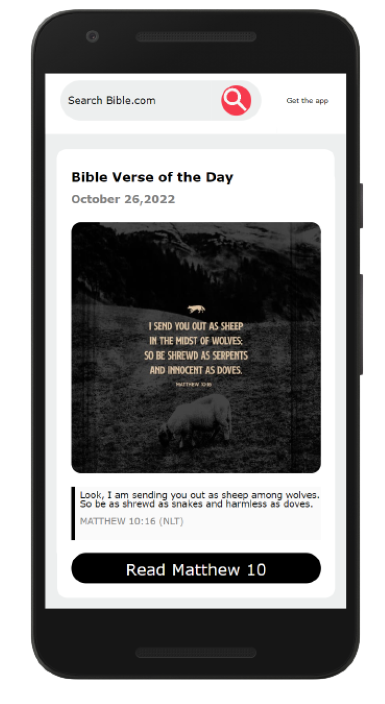 Search Bible.com
Get the app
Bible Verse of the Day
October 26,2022
I SEND YOU OUT AS SHEEP
IN THE MIDST OF WOLVES;
SO BE SHREWD AS SERPENTS
AND INNOCENT AS DOVES.
MATTHEW
Look, I am sending you out as sheep among wolves.
So be as shrewd as snakes and harmless as doves.
MATTHEW 10:16 (NLT)
Read Matthew 10